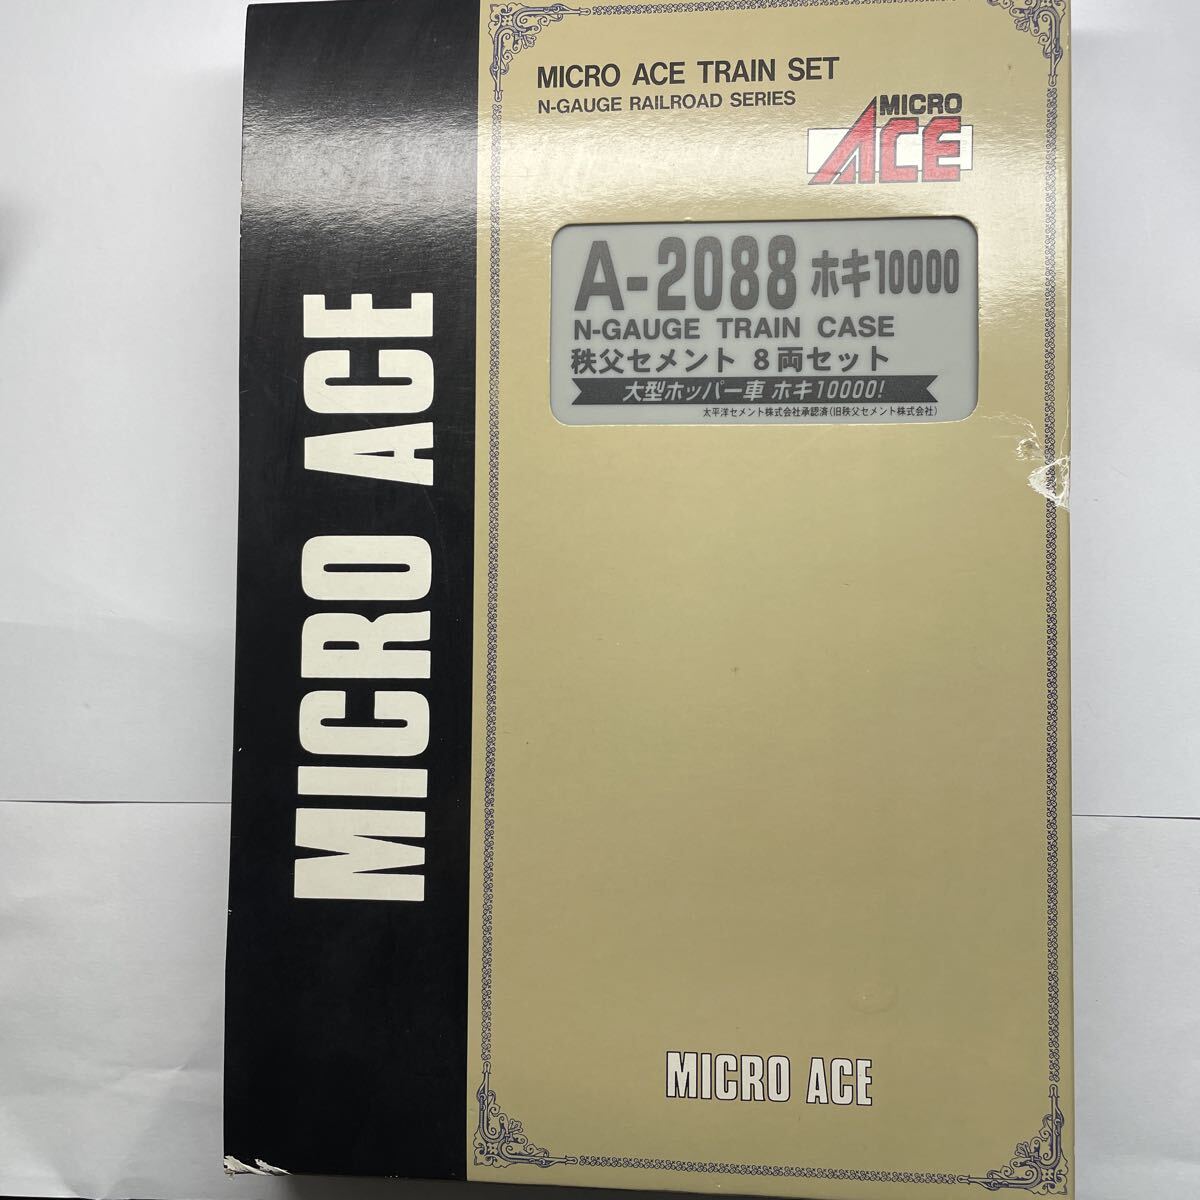 MICRO ACE
MICRO ACE TRAIN SET
N-GAUGE RAILROAD SERIES
MICRO
ACE
A-2088 ホキ10000
N-GAUGE TRAIN CASE
秩父セメント 8両セット
大型ホッパー車 ホキ10000!
太平洋セメント株式会社承認済(旧秩父セメント株式会社)
MICRO ACE